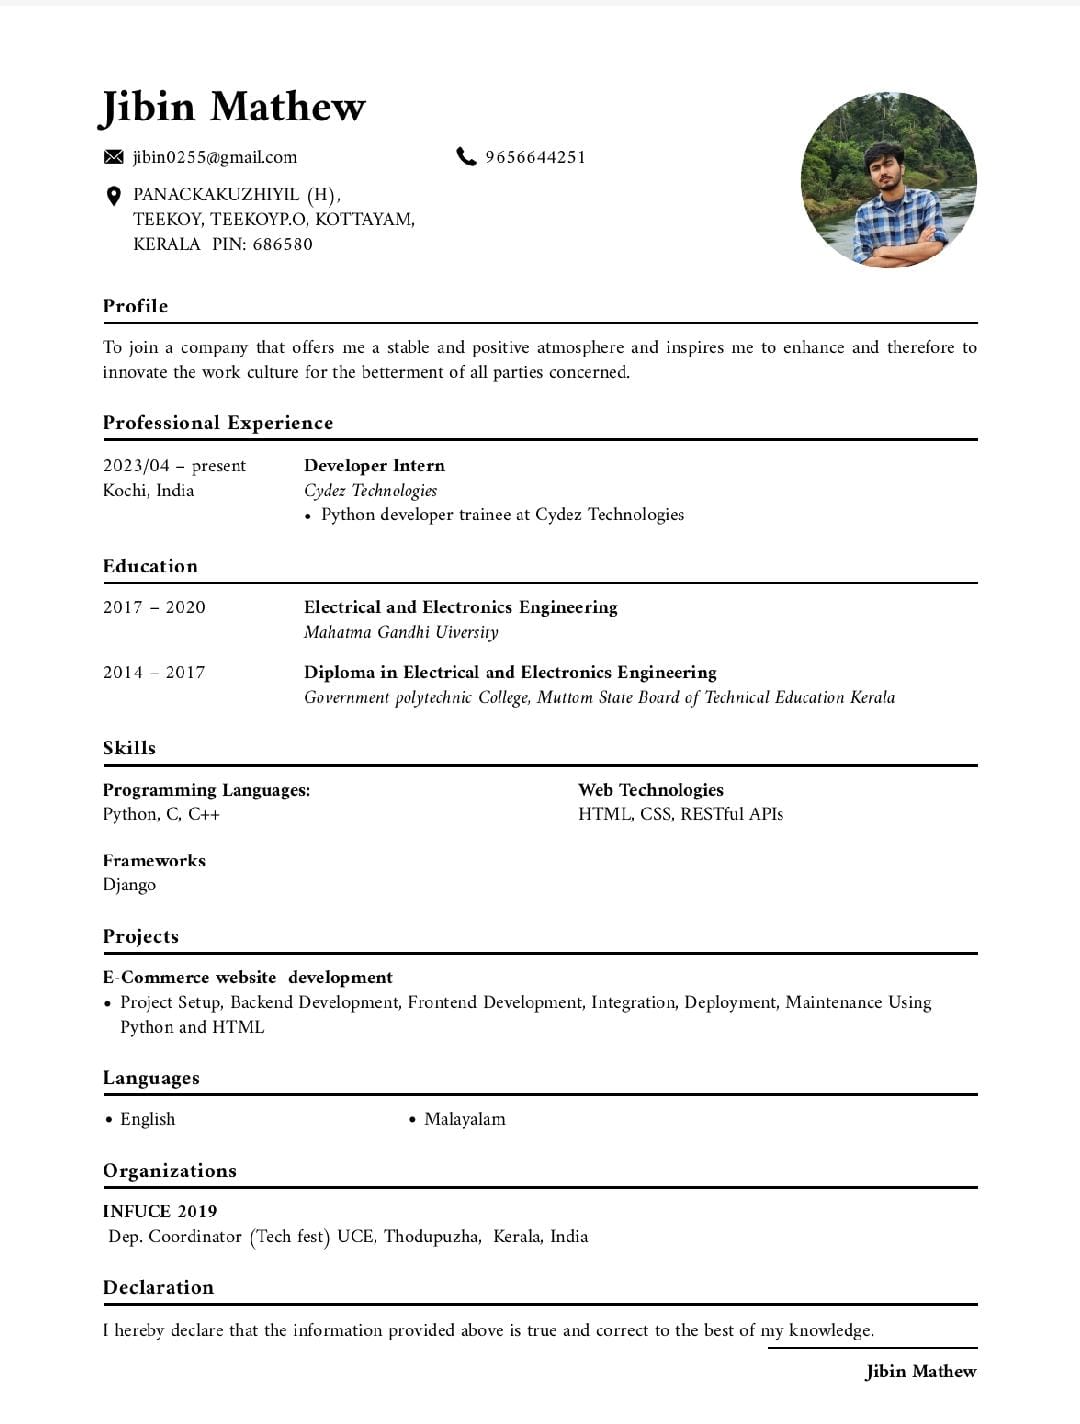 Jibin Mathew
jibin0255@gmail.com
9656644251
PANACKAKUZHIYIL (H),
TEEKOY, TEEKOYP.O, KOTTAYAM,
KERALA PIN: 686580
Profile
To join a company that offers me a stable and positive atmosphere and inspires me to enhance and therefore to
innovate the work culture for the betterment of all parties concerned.
Professional Experience
2023/04 – present
Developer Intern
Kochi, India
Cydez Technologies
• Python developer trainee at Cydez Technologies
Education
2017 – 2020
Electrical and Electronics Engineering
Mahatma Gandhi Uiversity
2014 – 2017
Diploma in Electrical and Electronics Engineering
Government polytechnic College, Muttom State Board of Technical Education Kerala
Skills
Programming Languages:
Python, C, C++
Web Technologies
HTML, CSS, RESTful APIs
Frameworks
Django
Projects
E-Commerce website development
• Project Setup, Backend Development, Frontend Development, Integration, Deployment, Maintenance Using
Python and HTML
Languages
• English
• Malayalam
Organizations
INFUCE 2019
Dep. Coordinator (Tech fest) UCE, Thodupuzha, Kerala, India
Declaration
I hereby declare that the information provided above is true and correct to the best of my knowledge.
Jibin Mathew